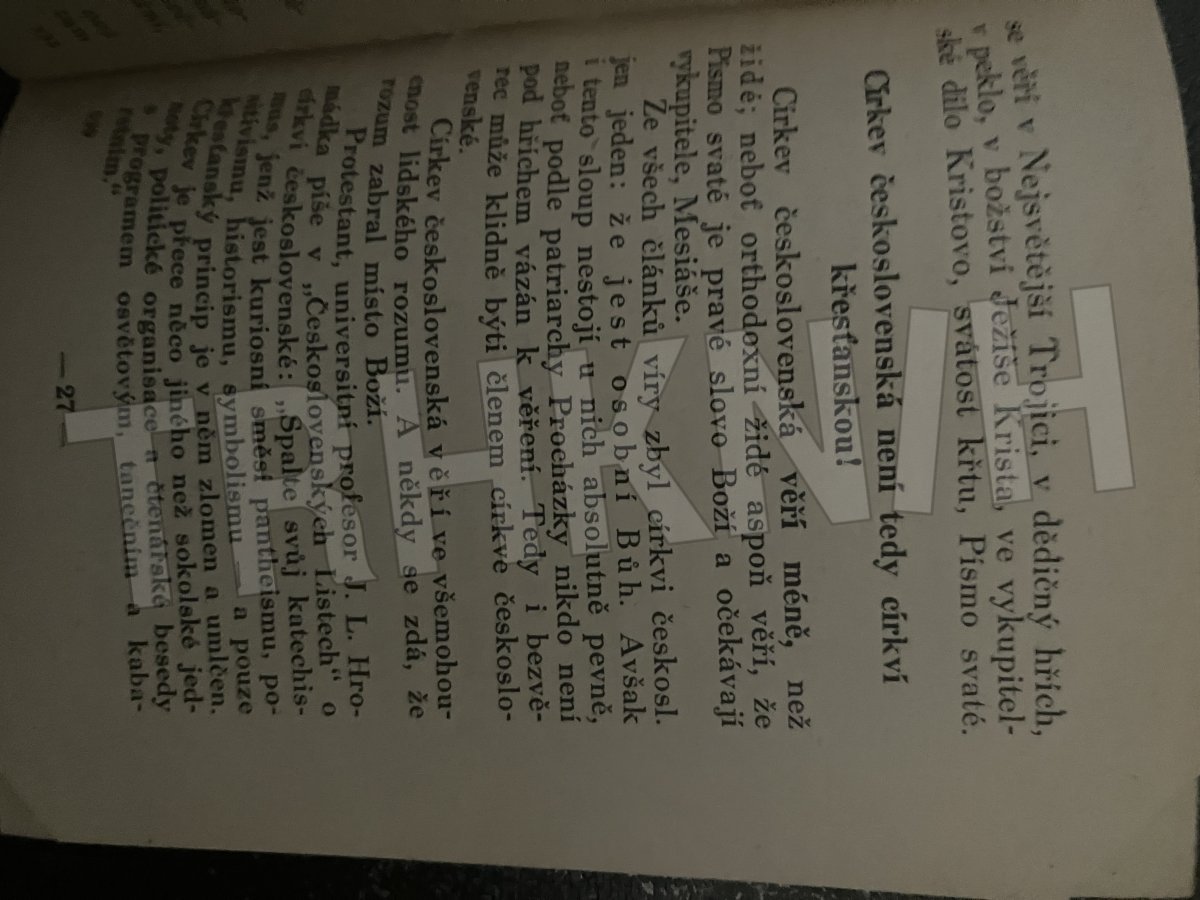 se věří v Nejsvětější Trojici, v dědičný hřích,
v peklo, v božství Ježíše Krista, ve vykupitel-
ské dílo Kristovo, svátost křtu, Písmo svaté.
Církev československá není tedy církví
křesťanskou!
Církev československá věří méně, než
židé; neboť orthodoxní židé aspoň věří, že
Písmo svaté je pravé slovo Boží a očekávají
vykupitele, Mesiáše.
Ze všech článků víry zbyl církvi českosl.
jen jeden: že jest osobní Bůh. Avšak
i tento sloup nestojí u nich absolutně pevně,
neboť podle patriarchy Procházky nikdo není
pod hříchem vázán k věření. Tedy i bezvě-
rec může klidně býti členem církve českoslo-
venské.
Církev československá věří ve všemohou-
cnost lidského rozumu. A někdy se zdá, že
rozum zabral místo Boží.
Protestant, universitní profesor J. L. Hro-
mádka píše v „Československých Listech“ o
církvi československé: „Spalte svůj katechis-
mus, jenž jest kuriosní směsí pantheismu, po-
sitivismu, historismu, symbolismu a pouze
křesťanský princip je v něm zlomen a umlčen.
Církev je přece něco jiného než sokolské jed-
noty, politické organisace a čtenářské besedy
s programem osvětovým, tanečním a kaba-
retním.“
— 27